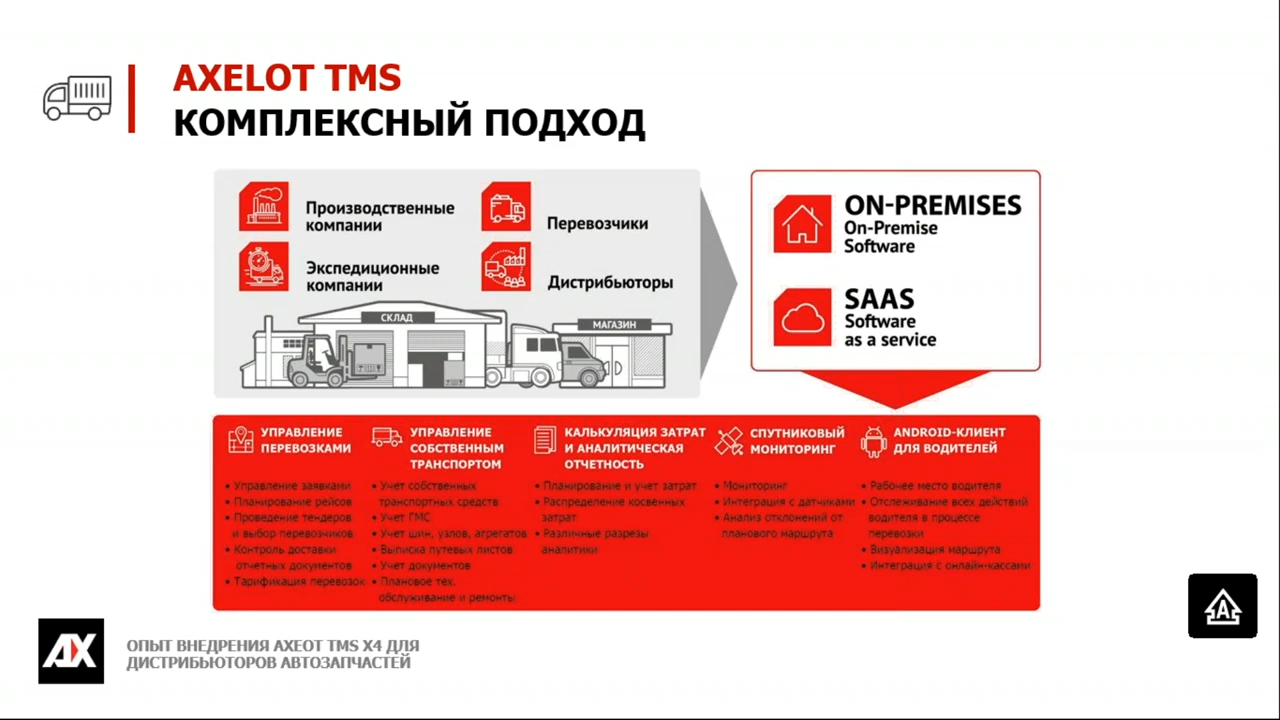 AXELOT TMS
КОМПЛЕКСНЫЙ ПОДХОД
Производственные
компании
Перевозчики
Экспедиционные
компании
Дистрибьюторы
СКЛАД
МАГАЗИН
ON-PREMISES
On-Premise
Software
SAAS
Software
as a service
УПРАВЛЕНИЕ
ПЕРЕВОЗКАМИ
• Управление заявками
• Планирование рейсов
• Проведение тендеров
и выбор перевозчиков
• Контроль доставки
отчетных документов
• Тарификация перевозок
УПРАВЛЕНИЕ
СОБСТВЕННЫМ
ТРАНСПОРТОМ
• Учет собственных
транспортных средств
• Учет ГМС
• Учет шин, узлов, агрегатов
• Выписка путевых листов
• Учет документов
• Плановое тех.
обслуживание и ремонты
КАЛЬКУЛЯЦИЯ ЗАТРАТ
И АНАЛИТИЧЕСКАЯ
ОТЧЕТНОСТЬ
• Планирование и учет затрат
• Распределение косвенных
затрат
• Различные разрезы
аналитики
СПУТНИКОВЫЙ
МОНИТОРИНГ
• Мониторинг
• Интеграция с датчиками
• Анализ отклонений от
планового маршрута
ANDROID-КЛИЕНТ
ДЛЯ ВОДИТЕЛЕЙ
• Рабочее место водителя
• Отслеживание всех действий
водителя в процессе
перевозки
• Визуализация маршрута
• Интеграция с онлайн-кассами
A
AX
ОПЫТ ВНЕДРЕНИЯ AXEOT TMS X4 ДЛЯ
ДИСТРИБЬЮТОРОВ АВТОЗАПЧАСТЕЙ